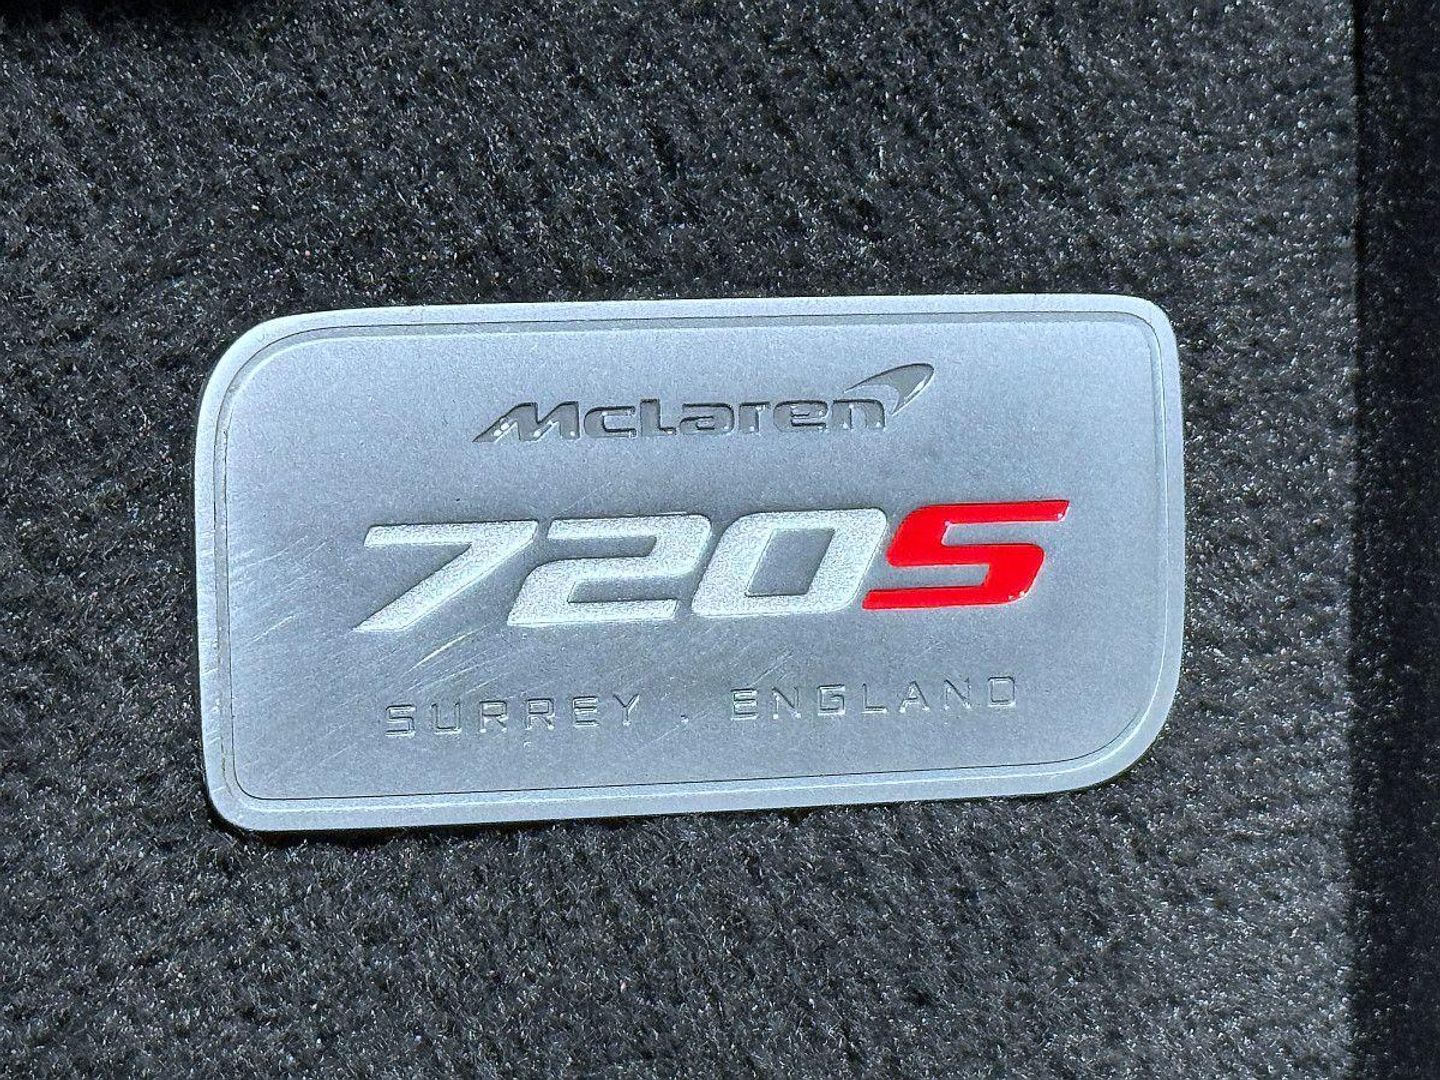 McLaren
720S
SURREY . ENGLAND